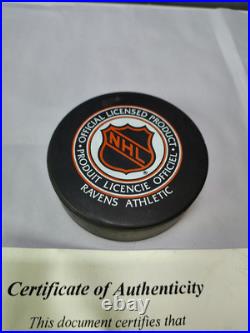 OFFICIAL LICENSED PRODUCT
NHL
PRODUIT LICENCIE OFFICIEL
RAVENS ATHLETIC
Certificate of Authenticity
This document certifies that